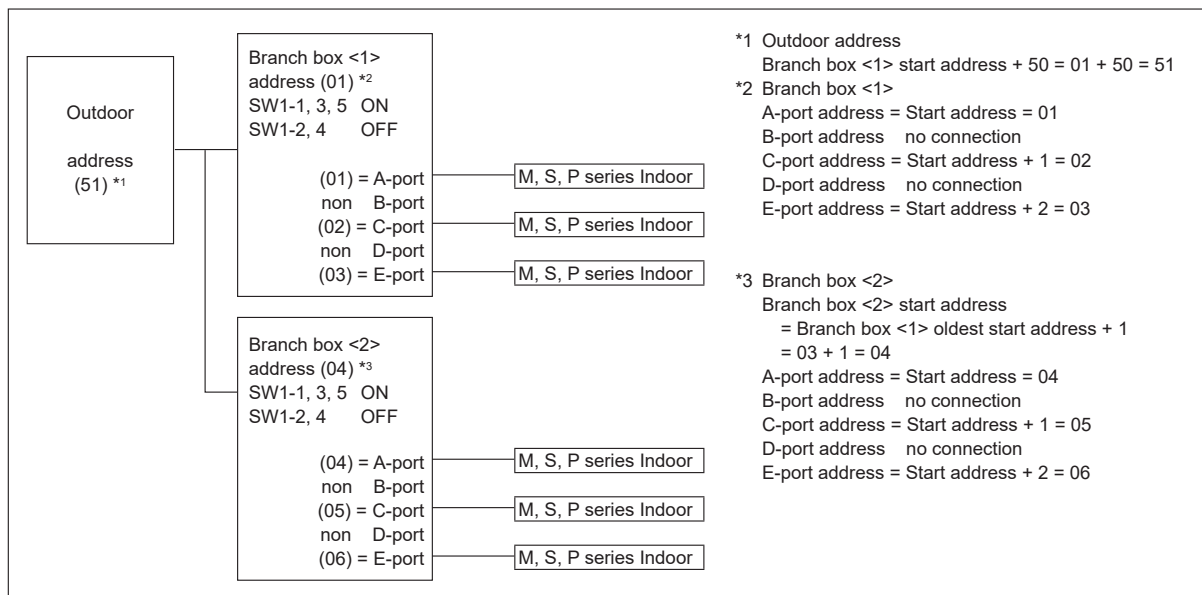 Outdoor
address
(51) *1
Branch box <1>
address (01) *2
SW1-1, 3, 5 ON
SW1-2, 4 OFF
(01) = A-port
non B-port
(02) = C-port
non D-port
(03) = E-port
M, S, P series Indoor
M, S, P series Indoor
M, S, P series Indoor
Branch box <2>
address (04) *3
SW1-1, 3, 5 ON
SW1-2, 4 OFF
(04) = A-port
non B-port
(05) = C-port
non D-port
(06) = E-port
M, S, P series Indoor
M, S, P series Indoor
M, S, P series Indoor
*1 Outdoor address
Branch box <1> start address + 50 = 01 + 50 = 51
*2 Branch box <1>
A-port address = Start address = 01
B-port address no connection
C-port address = Start address + 1 = 02
D-port address no connection
E-port address = Start address + 2 = 03
*3 Branch box <2>
Branch box <2> start address
= Branch box <1> oldest start address + 1
= 03 + 1 = 04
A-port address = Start address = 04
B-port address no connection
C-port address = Start address + 1 = 05
D-port address no connection
E-port address = Start address + 2 = 06